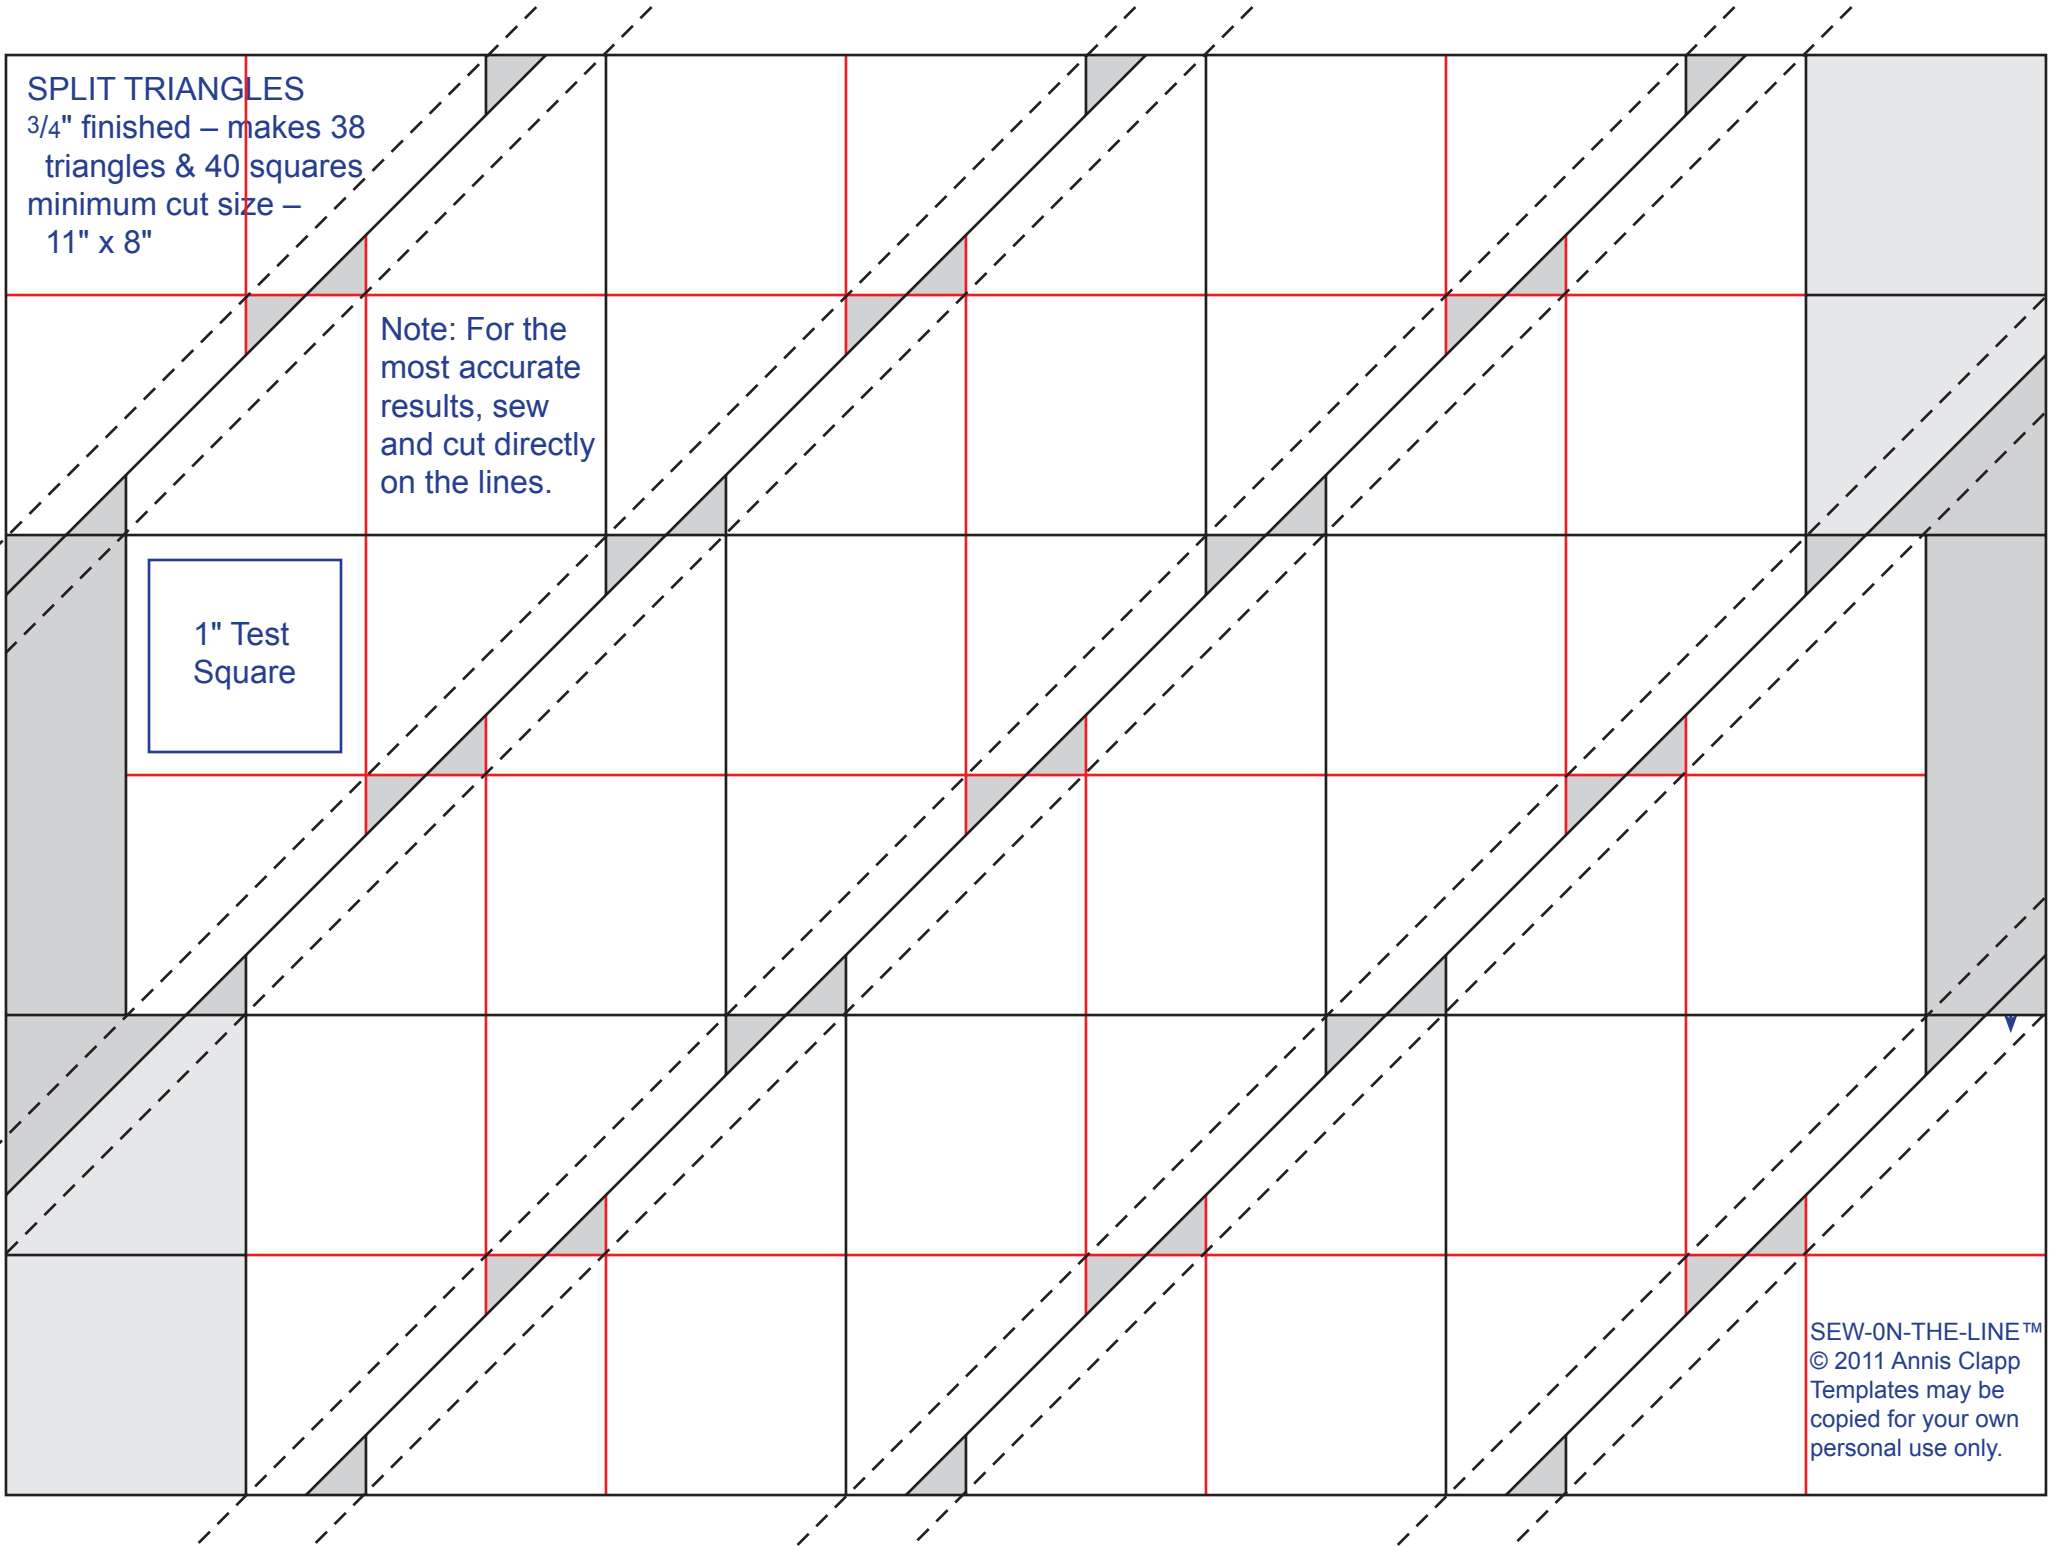 SPLIT TRIANGLES
3/4" finished – makes 38
triangles & 40 squares
minimum cut size –
11" x 8"
Note: For the
most accurate
results, sew
and cut directly
on the lines.
1" Test
Square
SEW-0N-THE-LINE™
© 2011 Annis Clapp
Templates may be
copied for your own
personal use only.